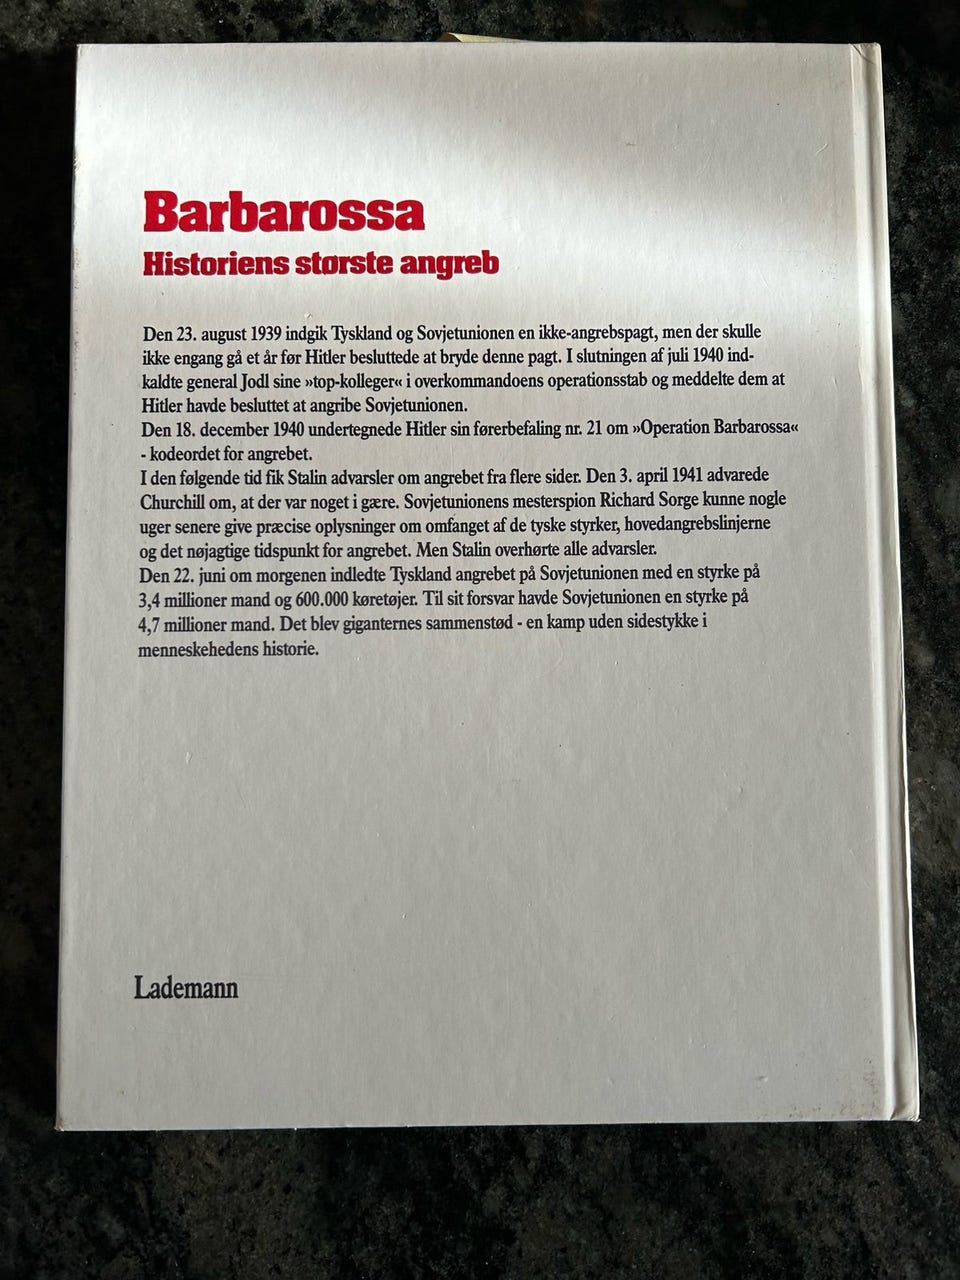 Barbarossa
Historiens største angreb
Den 23. august 1939 indgik Tyskland og Sovjetunionen en ikke-angrebspagt, men der skulle
ikke engang gå et år før Hitler besluttede at bryde denne pagt. I slutningen af juli 1940 ind-
kaldte general Jodl sine »top-kolleger« i overkommandoens operationsstab og meddelte dem at
Hitler havde besluttet at angribe Sovjetunionen.
Den 18. december 1940 undertegnede Hitler sin førerbefaling nr. 21 om »Operation Barbarossa«
- kodeordet for angrebet.
I den følgende tid fik Stalin advarsler om angrebet fra flere sider. Den 3. april 1941 advarede
Churchill om, at der var noget i gære. Sovjetunionens mesterspion Richard Sorge kunne nogle
uger senere give præcise oplysninger om omfanget af de tyske styrker, hovedangrebslinjerne
og det nøjagtige tidspunkt for angrebet. Men Stalin overhørte alle advarsler.
Den 22. juni om morgenen indledte Tyskland angrebet på Sovjetunionen med en styrke på
3,4 millioner mand og 600.000 køretøjer. Til sit forsvar havde Sovjetunionen en styrke på
4,7 millioner mand. Det blev giganternes sammenstød - en kamp uden sidestykke i
menneskehedens historie.
Lademann